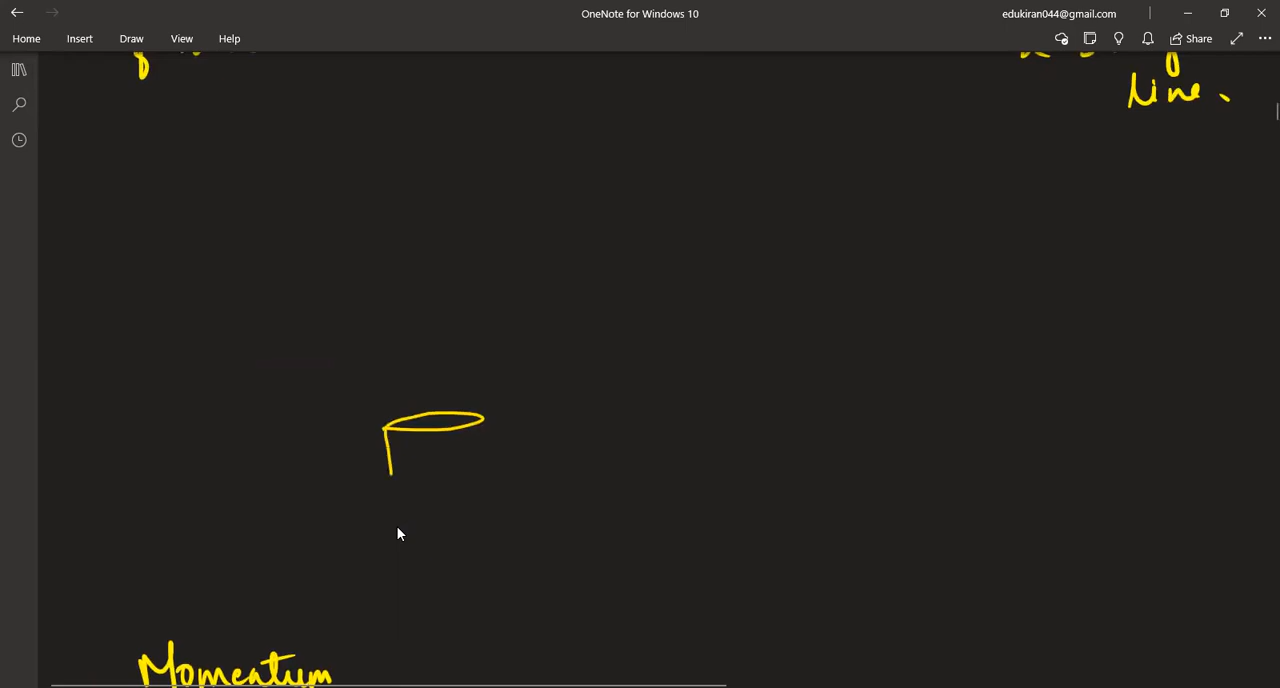 OneNote for Windows 10
edukiran044@gmail.com
Home Insert Draw View Help
Share
Line.
Momentum